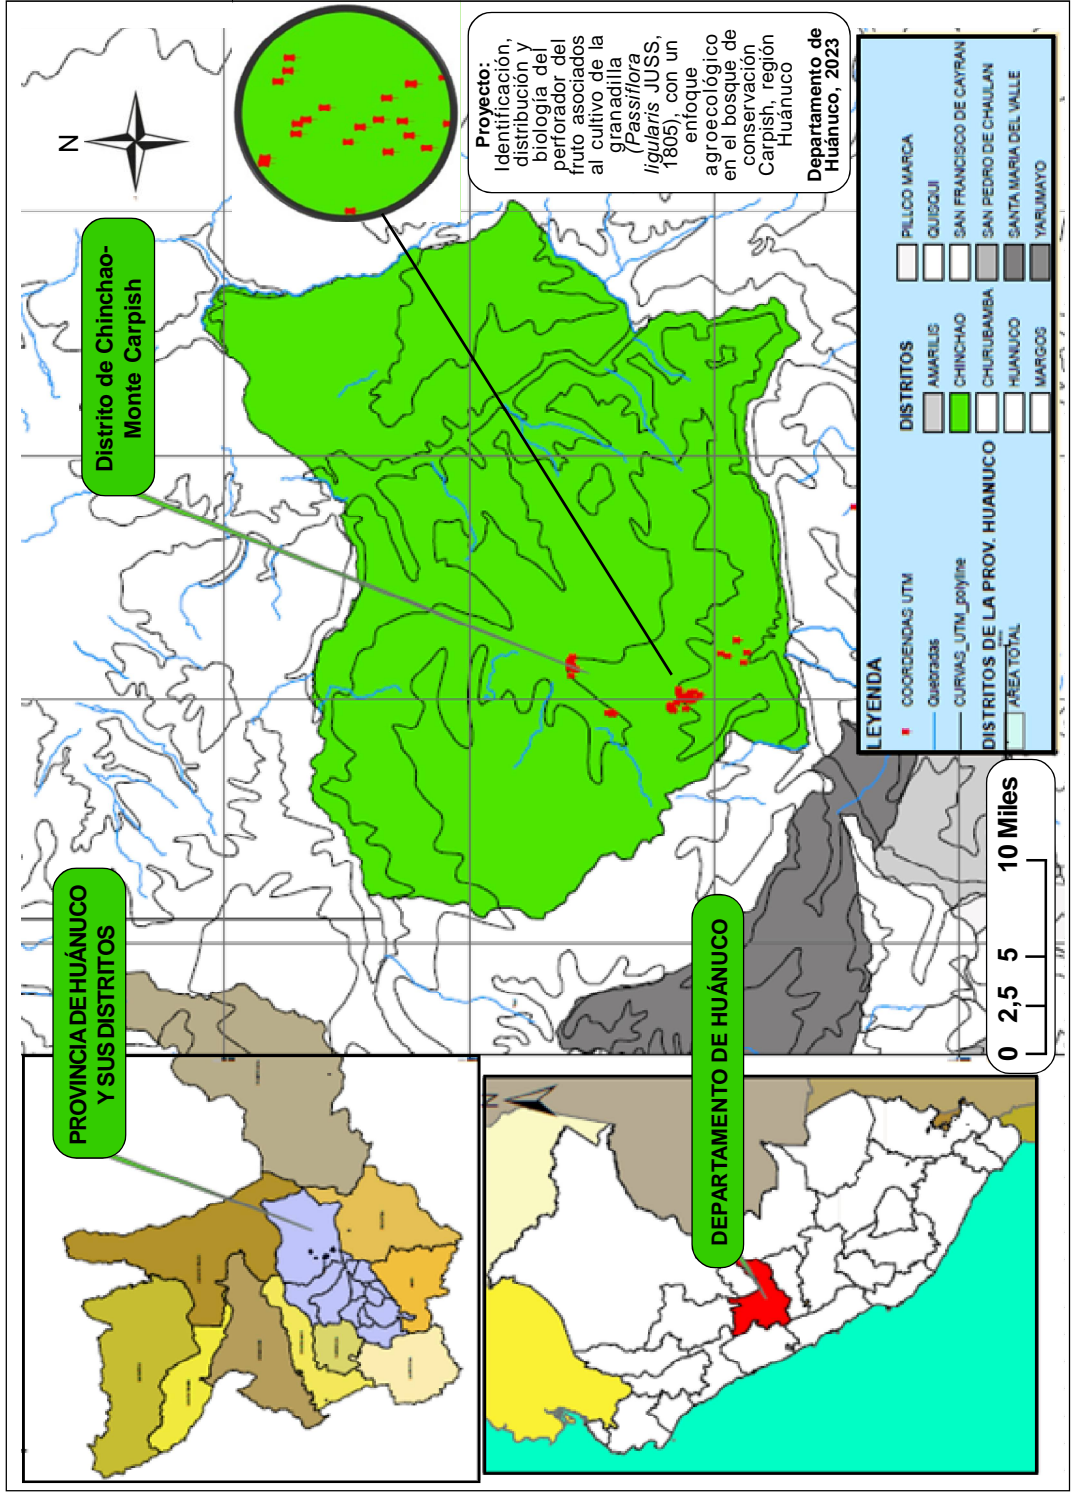 PROVINCIA DE HUÁNUCO
Y SUS DISTRITOS
Distrito de Chinchao-
Monte Carpish
N
DEPARTAMENTO DE HUÁNUCO
Proyecto:
Identificación,
distribución y
biología del
perforador del
fruto asociados
al cultivo de la
granadilla
(Passiflora
ligularis JUSS,
1805), con un
enfoque
agroecológico
en el bosque de
conservación
Carpish, región
Huánuco
Departamento de
Huánuco, 2023
LEYENDA
COORDENDAS UTM
Quebradas
CURVAS_UTM_polyline
DISTRITOS DE LA PROV. HUANUCO
AREA TOTAL
DISTRITOS
AMARILIS
CHINCHAO
CHURUBAMBA
HUANUCO
MARGOS
PILLCO MARCA
QUISQUI
SAN FRANCISCO DE CAYRAN
SAN PEDRO DE CHAULAN
SANTA MARIA DEL VALLE
YARUMAYO
0 2,5 5 10 Miles